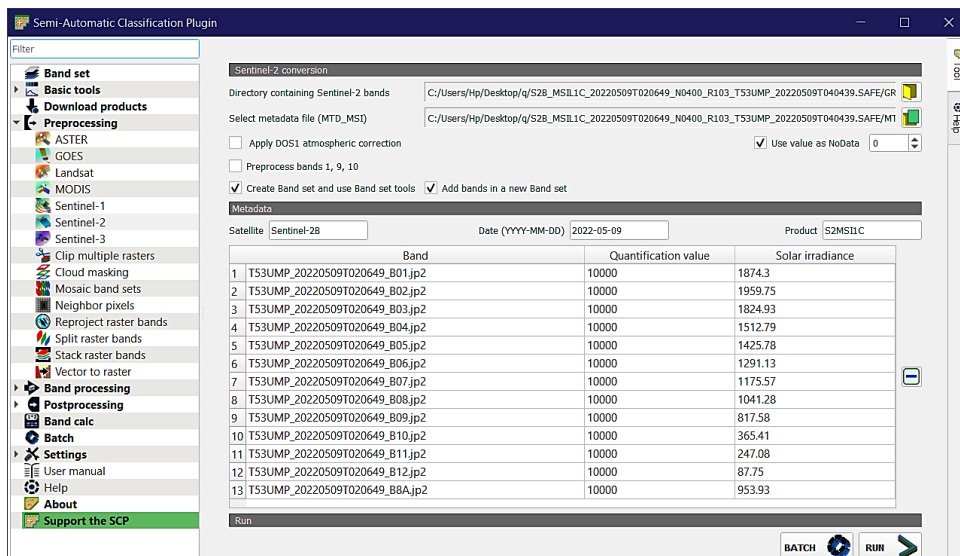 Semi-Automatic Classification Plugin
Filter
Band set
Basic tools
Download products
Preprocessing
ASTER
GOES
Landsat
MODIS
Sentinel-1
Sentinel-2
Sentinel-3
Clip multiple rasters
Cloud masking
Mosaic band sets
Neighbor pixels
Reproject raster bands
Split raster bands
Stack raster bands
Vector to raster
Band processing
Postprocessing
Band calc
Batch
Settings
User manual
Help
About
Support the SCP
Sentinel-2 conversion
Directory containing Sentinel-2 bands C:/Users/Hp/Desktop/q/S2B_MSIL1C_20220509T020649_N0400_R103_T53UMP_20220509T040439.SAFE/GR
Select metadata file (MTD_MSI) C:/Users/Hp/Desktop/q/S2B_MSIL1C_20220509T020649_N0400_R103_T53UMP_20220509T040439.SAFE/MT
Apply DOS1 atmospheric correction Use value as NoData 0
Preprocess bands 1, 9, 10
Create Band set and use Band set tools Add bands in a new Band set
Metadata
Satellite Sentinel-2B Date (YYYY-MM-DD) 2022-05-09 Product S2MSI1C
Band Quantification value Solar irradiance
1 T53UMP_20220509T020649_B01.jp2 10000 1874.3
2 T53UMP_20220509T020649_B02.jp2 10000 1959.75
3 T53UMP_20220509T020649_B03.jp2 10000 1824.93
4 T53UMP_20220509T020649_B04.jp2 10000 1512.79
5 T53UMP_20220509T020649_B05.jp2 10000 1425.78
6 T53UMP_20220509T020649_B06.jp2 10000 1291.13
7 T53UMP_20220509T020649_B07.jp2 10000 1175.57
8 T53UMP_20220509T020649_B08.jp2 10000 1041.28
9 T53UMP_20220509T020649_B09.jp2 10000 817.58
10 T53UMP_20220509T020649_B10.jp2 10000 365.41
11 T53UMP_20220509T020649_B11.jp2 10000 247.08
12 T53UMP_20220509T020649_B12.jp2 10000 87.75
13 T53UMP_20220509T020649_B8A.jp2 10000 953.93
Run
BATCH RUN
Help